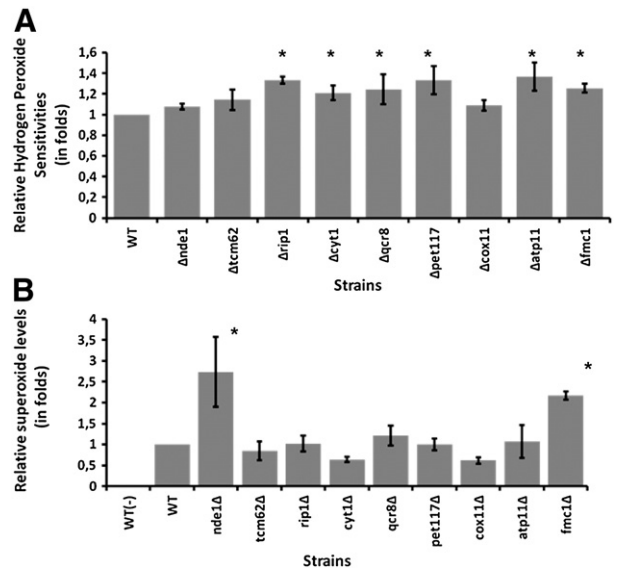 A
Relative Hydrogen Peroxide
Sensitivities
(in folds)
1,6
1,4
1,2
1
0,8
0,6
0,4
0,2
0
* * * * * *
WT Δnde1 Δtcm62 Δrip1 Δcyt1 Δqcr8 Δpet117 Δcox11 Δatp11 Δfmc1
Strains
B
Relative superoxide levels
(in folds)
4
3,5
3
2,5
2
1,5
1
0,5
0
* *
WT(-) WT nde1Δ tcm62Δ rip1Δ cyt1Δ qcr8Δ pet117Δ cox11Δ atp11Δ fmc1Δ
Strains